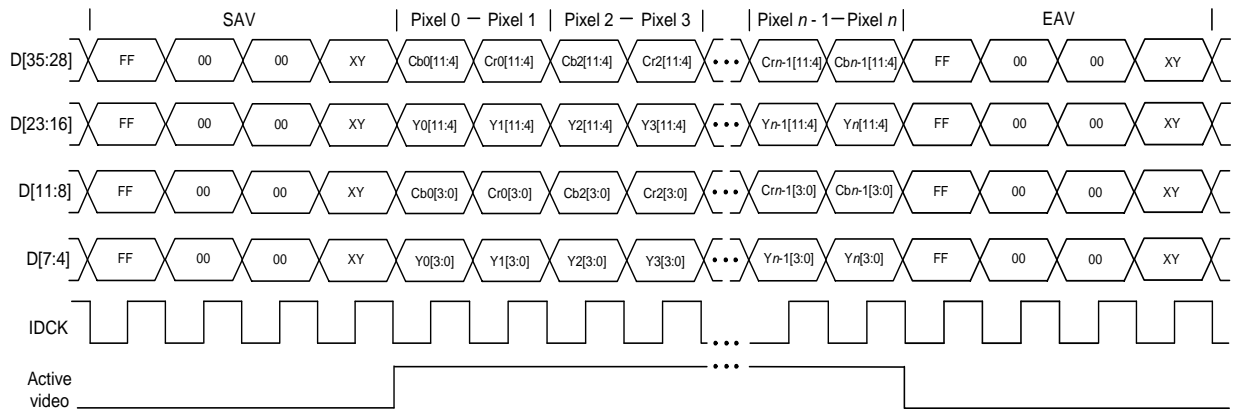 SAV Pixel 0 — Pixel 1 Pixel 2 — Pixel 3 Pixel n - 1—Pixel n EAV
D[35:28] FF 00 00 XY Cb0[11:4] Cr0[11:4] Cb2[11:4] Cr2[11:4] ••• Crn-1[11:4] Cbn-1[11:4] FF 00 00 XY
D[23:16] FF 00 00 XY Y0[11:4] Y1[11:4] Y2[11:4] Y3[11:4] ••• Yn-1[11:4] Yn[11:4] FF 00 00 XY
D[11:8] FF 00 00 XY Cb0[3:0] Cr0[3:0] Cb2[3:0] Cr2[3:0] ••• Crn-1[3:0] Cbn-1[3:0] FF 00 00 XY
D[7:4] FF 00 00 XY Y0[3:0] Y1[3:0] Y2[3:0] Y3[3:0] ••• Yn-1[3:0] Yn[3:0] FF 00 00 XY
IDCK •••
Active •••
video